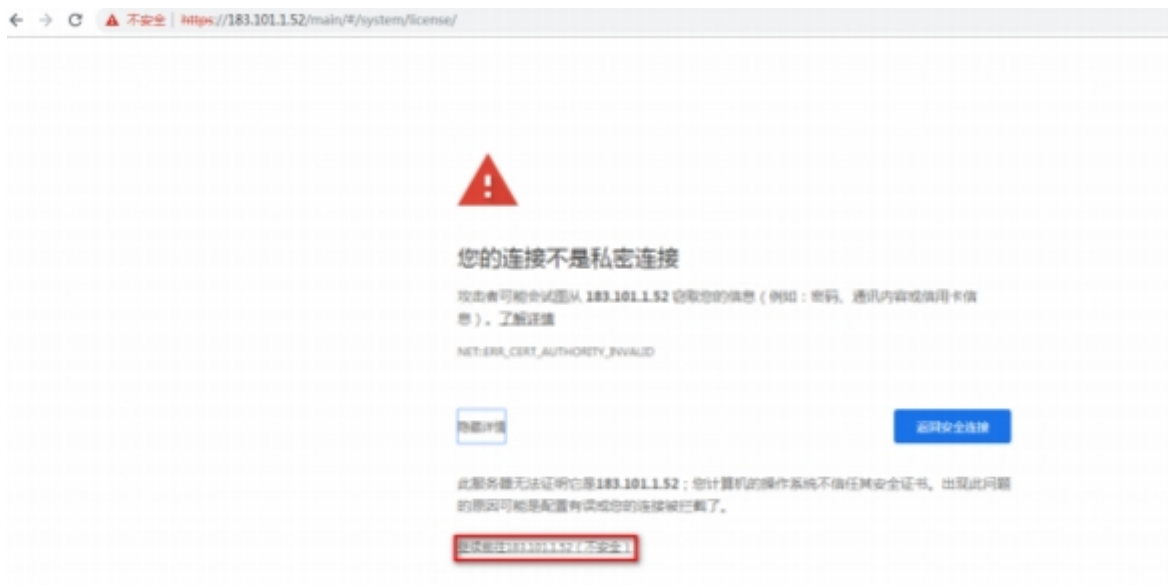 不安全 | https://183.101.1.52/main/#/system/license/
您的连接不是私密连接
攻击者可能会试图从 183.101.1.52 窃取您的信息（例如：密码、通讯内容或信用卡信
息）。了解详情
NET::ERR_CERT_AUTHORITY_INVALID
隐藏详情
返回安全连接
此服务器无法证明它是183.101.1.52；您计算机的操作系统不信任其安全证书。出现此问题
的原因可能是配置有误或您的连接被拦截了。
继续前往183.101.1.52（不安全）